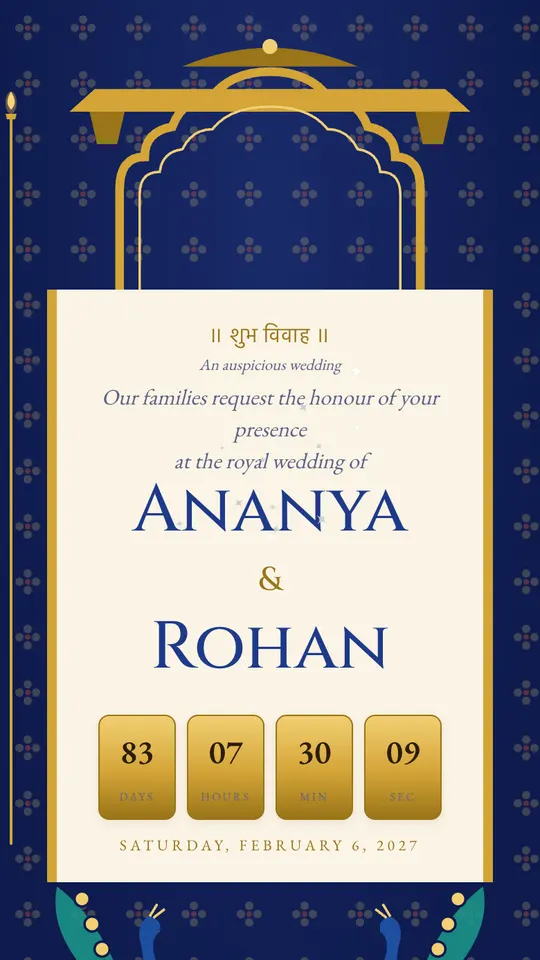 ॥ शुभ विवाह ॥
An auspicious wedding
Our families request the honour of your
presence
at the royal wedding of
ANANYA
&
ROHAN
83 07 30 09
DAYS HOURS MIN SEC
SATURDAY, FEBRUARY 6, 2027